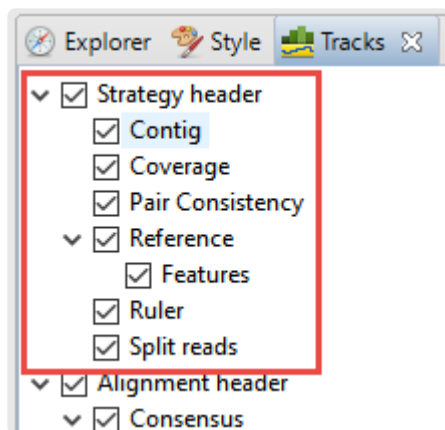 Explorer Style Tracks
Strategy header
Contig
Coverage
Pair Consistency
Reference
Features
Ruler
Split reads
Alignment header
Consensus